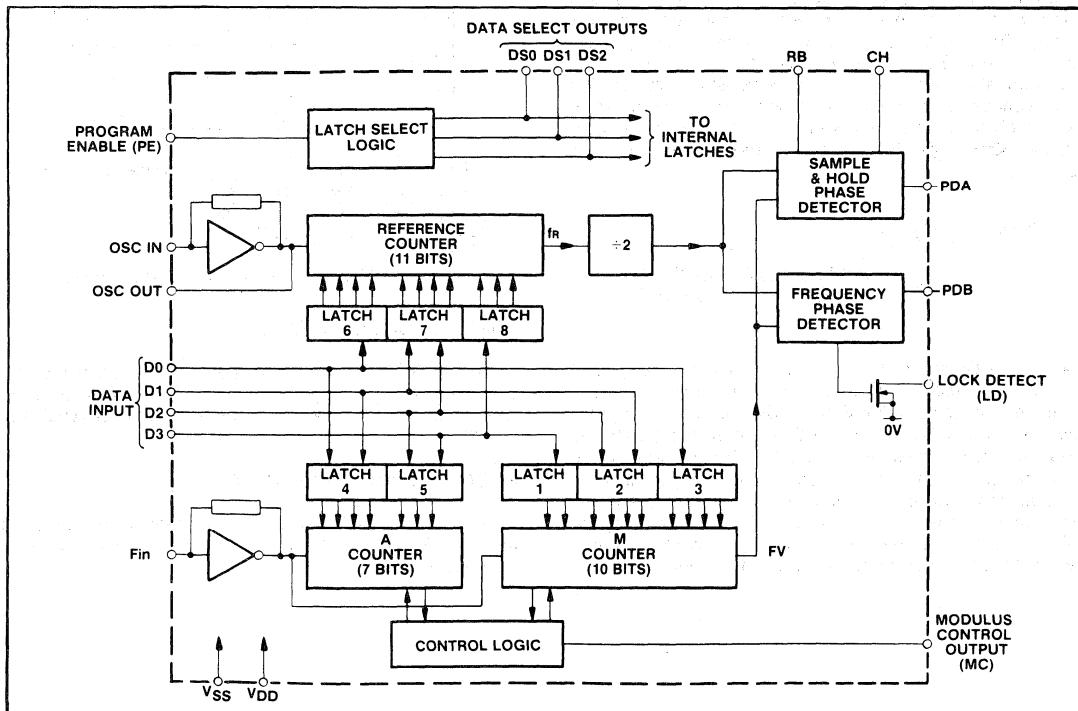 DATA SELECT OUTPUTS
DS0 DS1 DS2
RB
CH
PROGRAM
ENABLE (PE)
LATCH SELECT
LOGIC
TO
INTERNAL
LATCHES
SAMPLE
& HOLD
PHASE
DETECTOR
PDA
OSC IN
REFERENCE
COUNTER
(11 BITS)
fR
÷2
OSC OUT
LATCH
6
LATCH
7
LATCH
8
FREQUENCY
PHASE
DETECTOR
PDB
DATA
INPUT
D0
D1
D2
D3
LOCK DETECT
(LD)
0V
LATCH
4
LATCH
5
LATCH
1
LATCH
2
LATCH
3
Fin
A
COUNTER
(7 BITS)
M
COUNTER
(10 BITS)
FV
CONTROL LOGIC
MODULUS
CONTROL
OUTPUT
(MC)
VSS
VDD